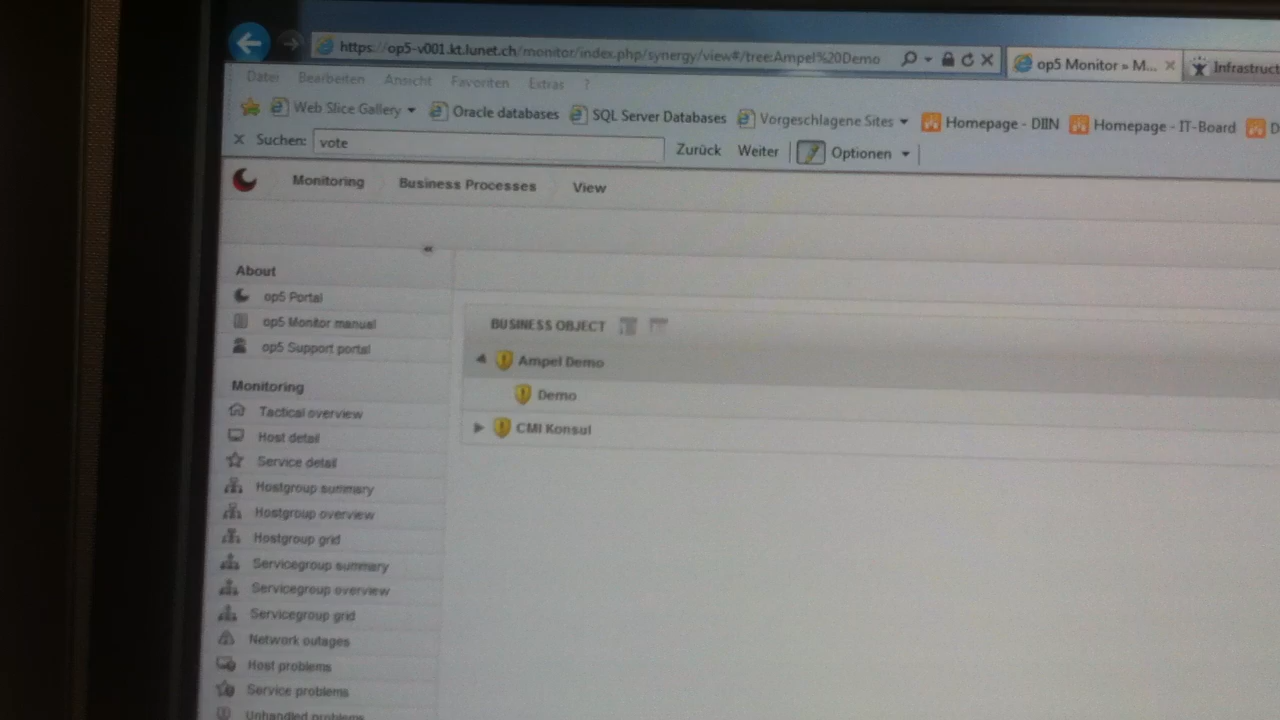 https://op5-v001.kt.lunet.ch/monitor/index.php/synergy/view#/tree:Ampel%20Demo
op5 Monitor » M...
Infrastruct
Datei Bearbeiten Ansicht Favoriten Extras ?
Web Slice Gallery Oracle databases SQL Server Databases Vorgeschlagene Sites Homepage - DIIN Homepage - IT-Board D
x Suchen: vote Zurück Weiter Optionen
Monitoring Business Processes View
«
About
op5 Portal
op5 Monitor manual
op5 Support portal
Monitoring
Tactical overview
Host detail
Service detail
Hostgroup summary
Hostgroup overview
Hostgroup grid
Servicegroup summary
Servicegroup overview
Servicegroup grid
Network outages
Host problems
Service problems
Unhandled problems
BUSINESS OBJECT
Ampel Demo
Demo
CMI Konsul